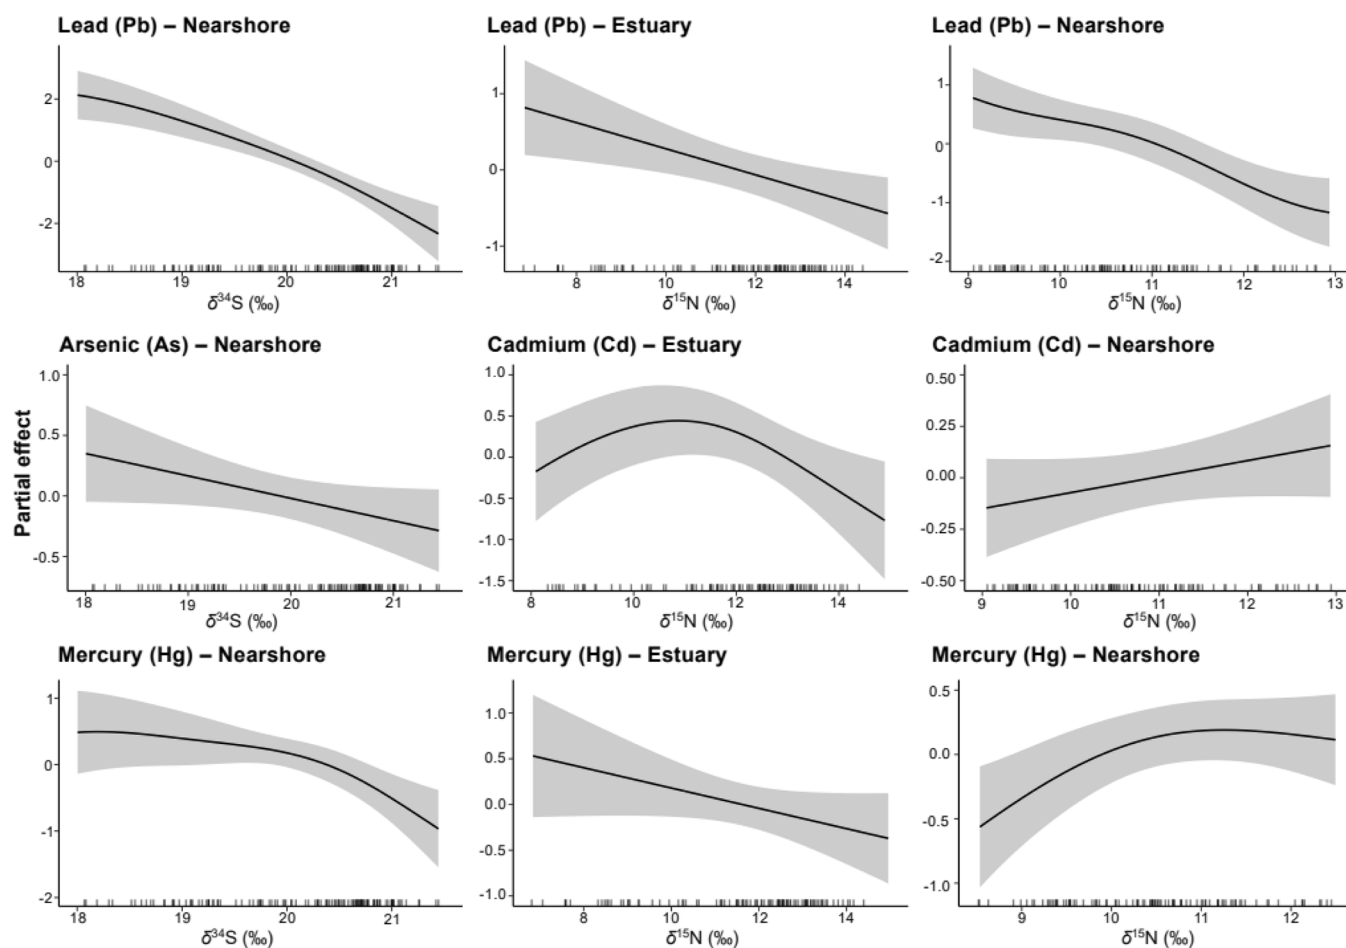 Lead (Pb) – Nearshore
2
0
-2
18 19 20 21
δ34S (‰)
Lead (Pb) – Estuary
1
0
-1
8 10 12 14
δ15N (‰)
Lead (Pb) – Nearshore
1
0
-1
-2
9 10 11 12 13
δ15N (‰)
Partial effect
Arsenic (As) – Nearshore
1.0
0.5
0.0
-0.5
18 19 20 21
δ34S (‰)
Cadmium (Cd) – Estuary
1.0
0.5
0.0
-0.5
-1.0
-1.5
8 10 12 14
δ15N (‰)
Cadmium (Cd) – Nearshore
0.50
0.25
0.00
-0.25
-0.50
9 10 11 12 13
δ15N (‰)
Mercury (Hg) – Nearshore
1
0
-1
-2
18 19 20 21
δ34S (‰)
Mercury (Hg) – Estuary
1.0
0.5
0.0
-0.5
-1.0
8 10 12 14
δ15N (‰)
Mercury (Hg) – Nearshore
0.5
0.0
-0.5
-1.0
9 10 11 12
δ15N (‰)